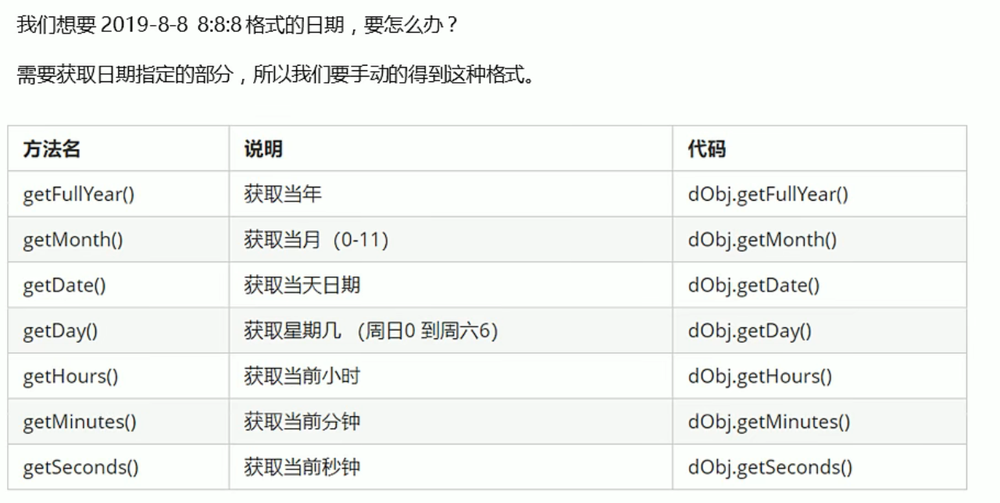 我们想要 2019-8-8 8:8:8 格式的日期，要怎么办？
需要获取日期指定的部分，所以我们要手动的得到这种格式。
方法名 说明 代码
getFullYear() 获取当年 dObj.getFullYear()
getMonth() 获取当月（0-11） dObj.getMonth()
getDate() 获取当天日期 dObj.getDate()
getDay() 获取星期几 （周日0 到周六6） dObj.getDay()
getHours() 获取当前小时 dObj.getHours()
getMinutes() 获取当前分钟 dObj.getMinutes()
getSeconds() 获取当前秒钟 dObj.getSeconds()